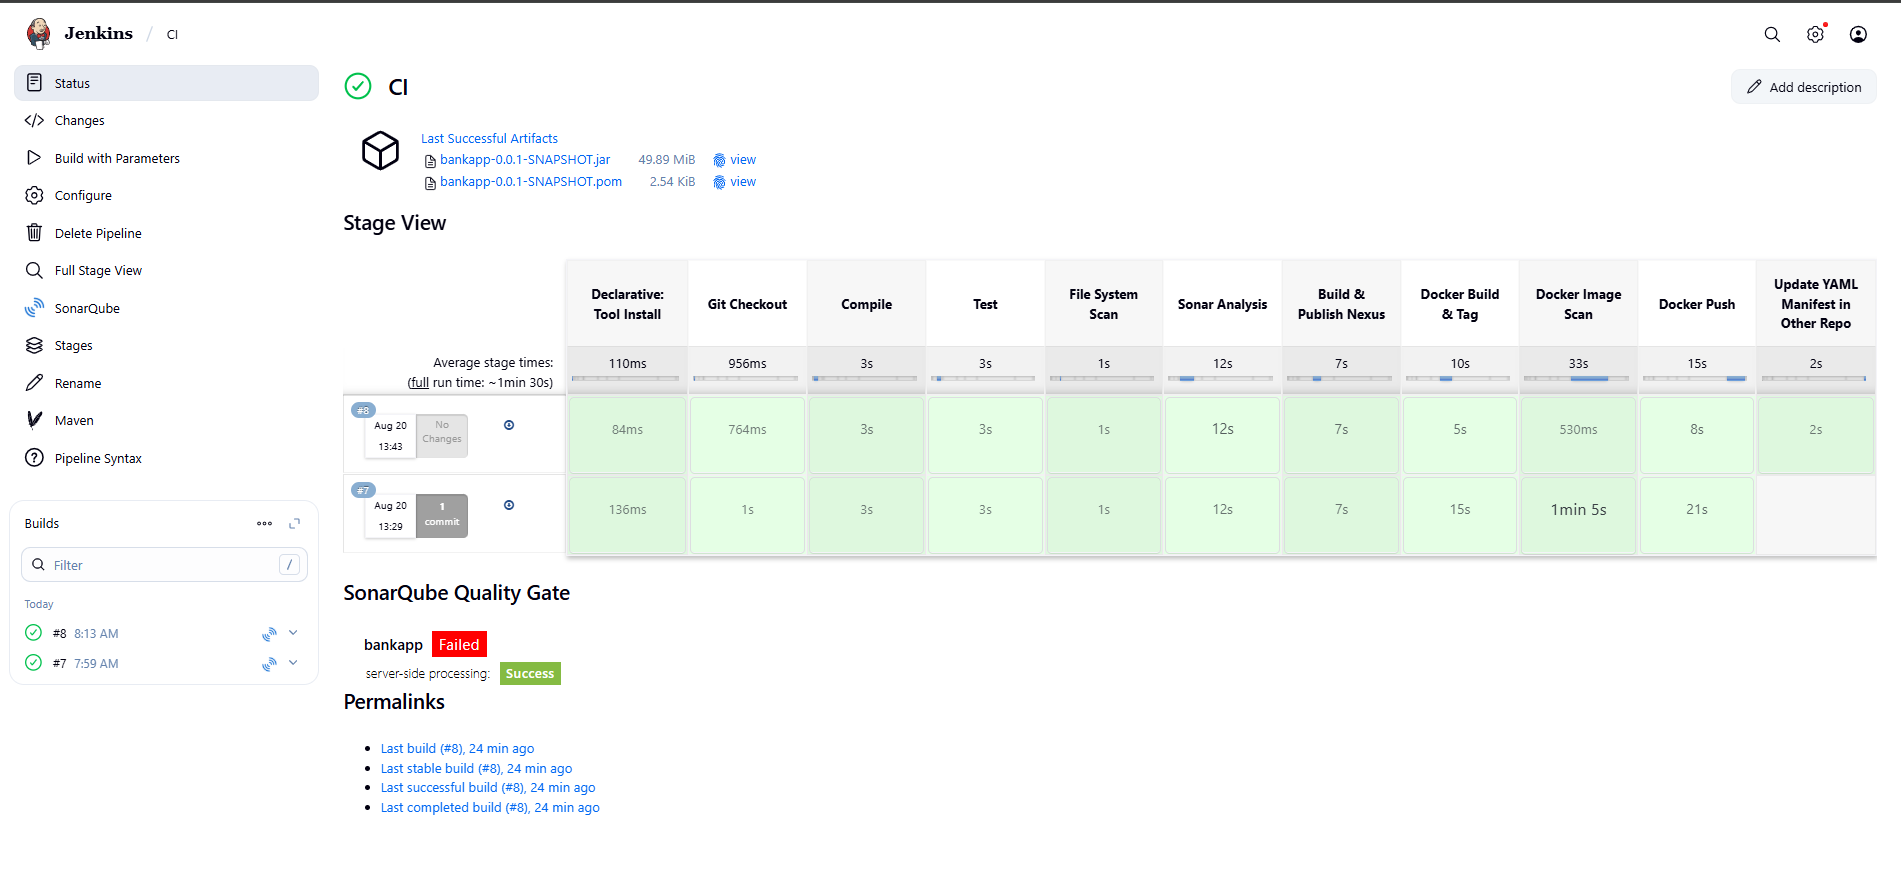 Jenkins / CI
Status
Changes
Build with Parameters
Configure
Delete Pipeline
Full Stage View
SonarQube
Stages
Rename
Maven
Pipeline Syntax
Builds
Filter /
Today
#8 8:13 AM
#7 7:59 AM
CI
Add description
Last Successful Artifacts
bankapp-0.0.1-SNAPSHOT.jar 49.89 MiB view
bankapp-0.0.1-SNAPSHOT.pom 2.54 KiB view
Stage View
Declarative: Tool Install
Git Checkout
Compile
Test
File System Scan
Sonar Analysis
Build & Publish Nexus
Docker Build & Tag
Docker Image Scan
Docker Push
Update YAML Manifest in Other Repo
Average stage times:
(full run time: ~1min 30s)
110ms 956ms 3s 3s 1s 12s 7s 10s 33s 15s 2s
#8
Aug 20
13:43
No Changes
84ms 764ms 3s 3s 1s 12s 7s 5s 530ms 8s 2s
#7
Aug 20
13:29
1 commit
136ms 1s 3s 3s 1s 12s 7s 15s 1min 5s 21s
SonarQube Quality Gate
bankapp Failed
server-side processing: Success
Permalinks
Last build (#8), 24 min ago
Last stable build (#8), 24 min ago
Last successful build (#8), 24 min ago
Last completed build (#8), 24 min ago